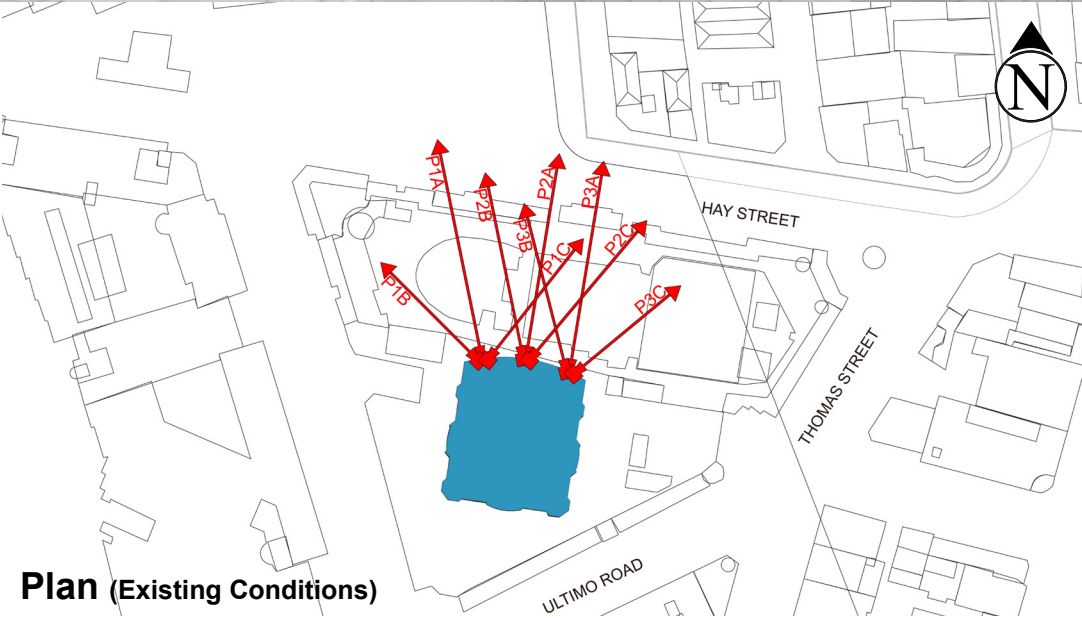 N
P1A
P2B
P2A
P3A
P3B
P1C
P2C
P1B
P3C
HAY STREET
THOMAS STREET
ULTIMO ROAD
Plan (Existing Conditions)